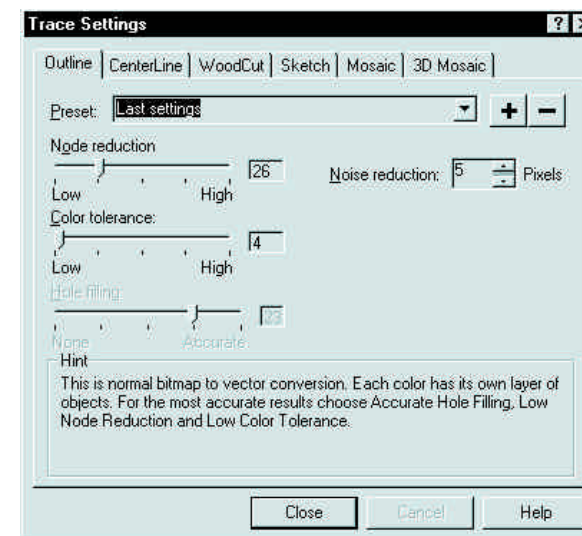 Trace Settings
Outline CenterLine WoodCut Sketch Mosaic 3D Mosaic
Preset: Last settings
Node reduction
26
Low High
Noise reduction: 5 Pixels
Color tolerance:
4
Low High
Hole filling:
23
None Accurate
Hint
This is normal bitmap to vector conversion. Each color has its own layer of
objects. For the most accurate results choose Accurate Hole Filling, Low
Node Reduction and Low Color Tolerance.
Close Cancel Help